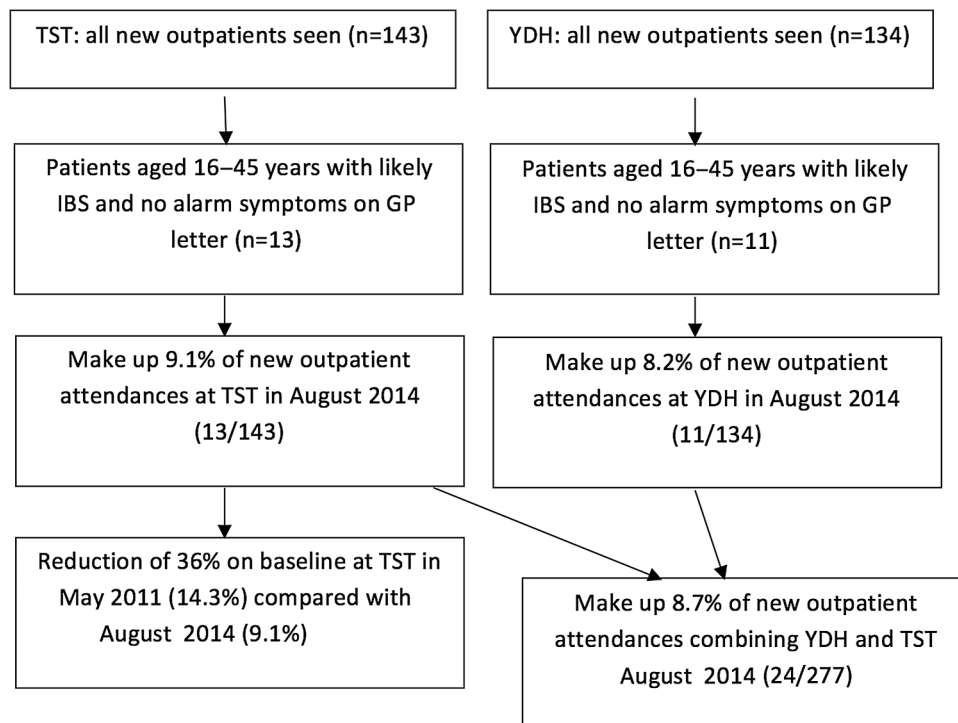 TST: all new outpatients seen (n=143)
YDH: all new outpatients seen (n=134)
Patients aged 16–45 years with likely
IBS and no alarm symptoms on GP
letter (n=13)
Patients aged 16–45 years with likely
IBS and no alarm symptoms on GP
letter (n=11)
Make up 9.1% of new outpatient
attendances at TST in August 2014
(13/143)
Make up 8.2% of new outpatient
attendances at YDH in August 2014
(11/134)
Reduction of 36% on baseline at TST in
May 2011 (14.3%) compared with
August 2014 (9.1%)
Make up 8.7% of new outpatient
attendances combining YDH and TST
August 2014 (24/277)